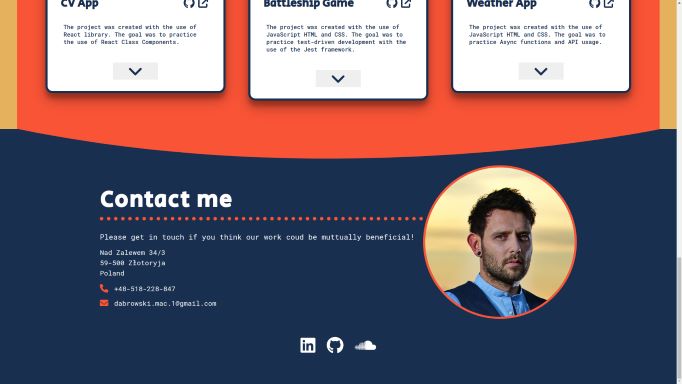 CV App
The project was created with the use of
React library. The goal was to practice
the use of React Class Components.
Battleship Game
The project was created with the use of
JavaScript HTML and CSS. The goal was to
practice test-driven development with the
use of the Jest framework.
Weather App
The project was created with the use of
JavaScript HTML and CSS. The goal was to
practice Async functions and API usage.
Contact me
Please get in touch if you think our work coud be muttually beneficial!
Nad Zalewem 34/3
59-500 Złotoryja
Poland
+48-518-228-847
dabrowski.mac.1@gmail.com
in